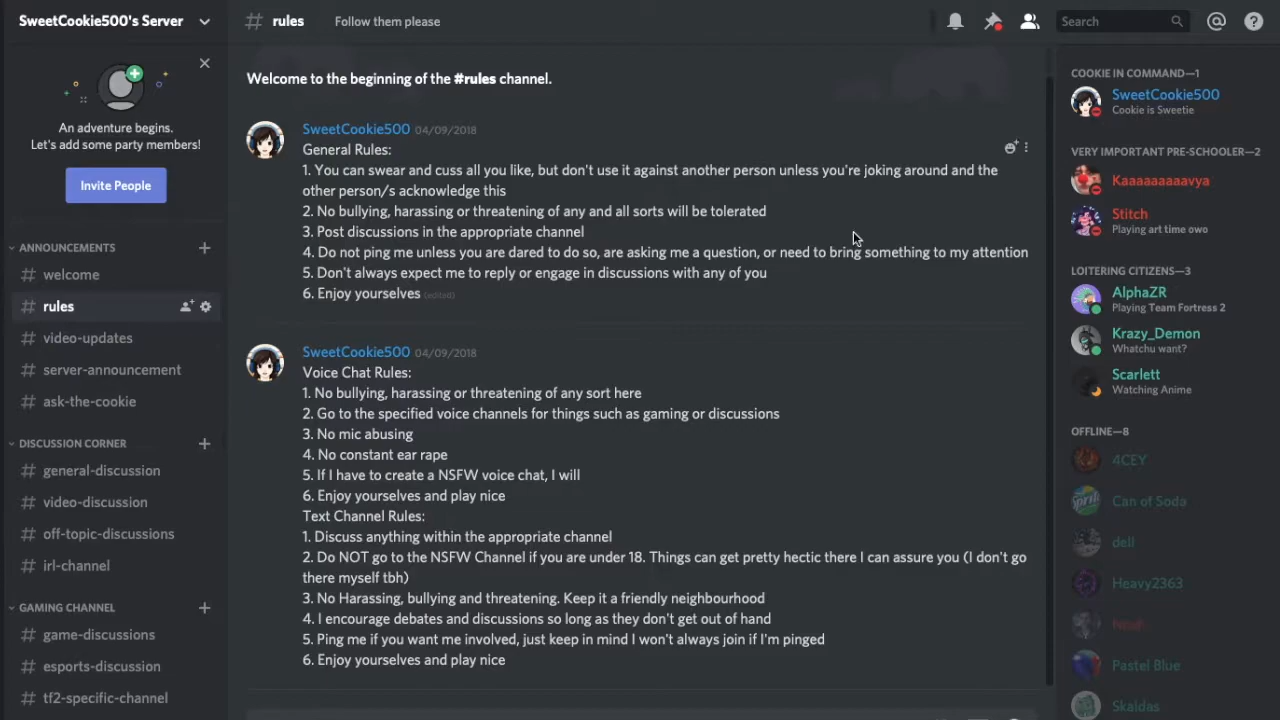 SweetCookie500's Server
# rules
Follow them please
Search
An adventure begins.
Let's add some party members!
Invite People
ANNOUNCEMENTS
# welcome
# rules
# video-updates
# server-announcement
# ask-the-cookie
DISCUSSION CORNER
# general-discussion
# video-discussion
# off-topic-discussions
# irl-channel
GAMING CHANNEL
# game-discussions
# esports-discussion
# tf2-specific-channel
Welcome to the beginning of the #rules channel.
SweetCookie500 04/09/2018
General Rules:
1. You can swear and cuss all you like, but don't use it against another person unless you're joking around and the
other person/s acknowledge this
2. No bullying, harassing or threatening of any and all sorts will be tolerated
3. Post discussions in the appropriate channel
4. Do not ping me unless you are dared to do so, are asking me a question, or need to bring something to my attention
5. Don't always expect me to reply or engage in discussions with any of you
6. Enjoy yourselves (edited)
SweetCookie500 04/09/2018
Voice Chat Rules:
1. No bullying, harassing or threatening of any sort here
2. Go to the specified voice channels for things such as gaming or discussions
3. No mic abusing
4. No constant ear rape
5. If I have to create a NSFW voice chat, I will
6. Enjoy yourselves and play nice
Text Channel Rules:
1. Discuss anything within the appropriate channel
2. Do NOT go to the NSFW Channel if you are under 18. Things can get pretty hectic there I can assure you (I don't go
there myself tbh)
3. No Harassing, bullying and threatening. Keep it a friendly neighbourhood
4. I encourage debates and discussions so long as they don't get out of hand
5. Ping me if you want me involved, just keep in mind I won't always join if I'm pinged
6. Enjoy yourselves and play nice
COOKIE IN COMMAND—1
SweetCookie500
Cookie is Sweetie
VERY IMPORTANT PRE-SCHOOLER—2
Kaaaaaaaaavya
Stitch
Playing art time owo
LOITERING CITIZENS—3
AlphaZR
Playing Team Fortress 2
Krazy_Demon
Whatchu want?
Scarlett
Watching Anime
OFFLINE—8
4CEY
Can of Soda
dell
Heavy2363
Pastel Blue
Skaldas